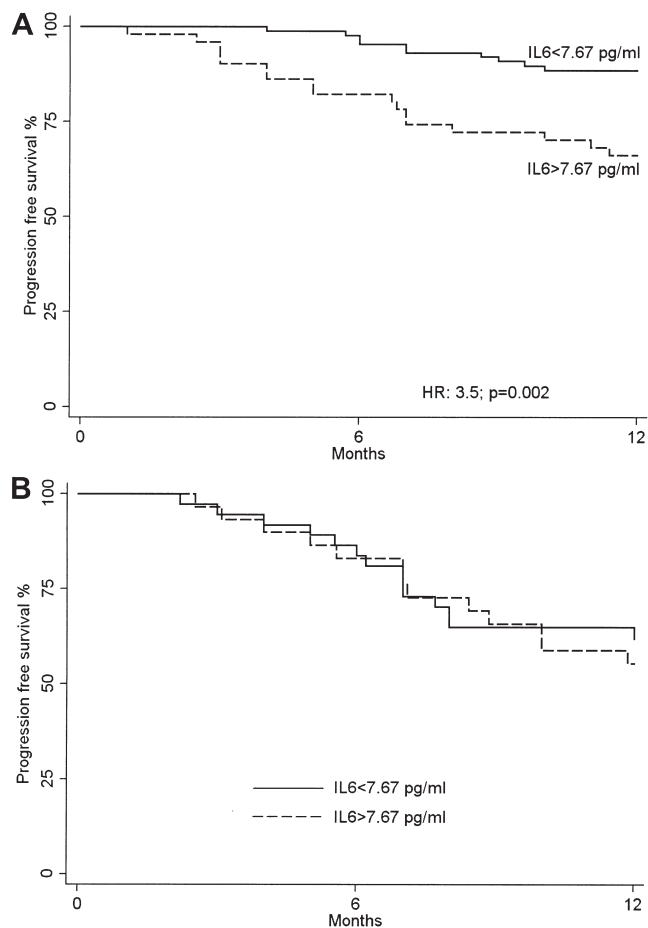 A
100
75
50
25
0
Progression free survival %
IL6<7.67 pg/ml
IL6>7.67 pg/ml
HR: 3.5; p=0.002
0 6 12
Months
B
100
75
50
25
0
Progression free survival %
IL6<7.67 pg/ml
IL6>7.67 pg/ml
0 6 12
Months